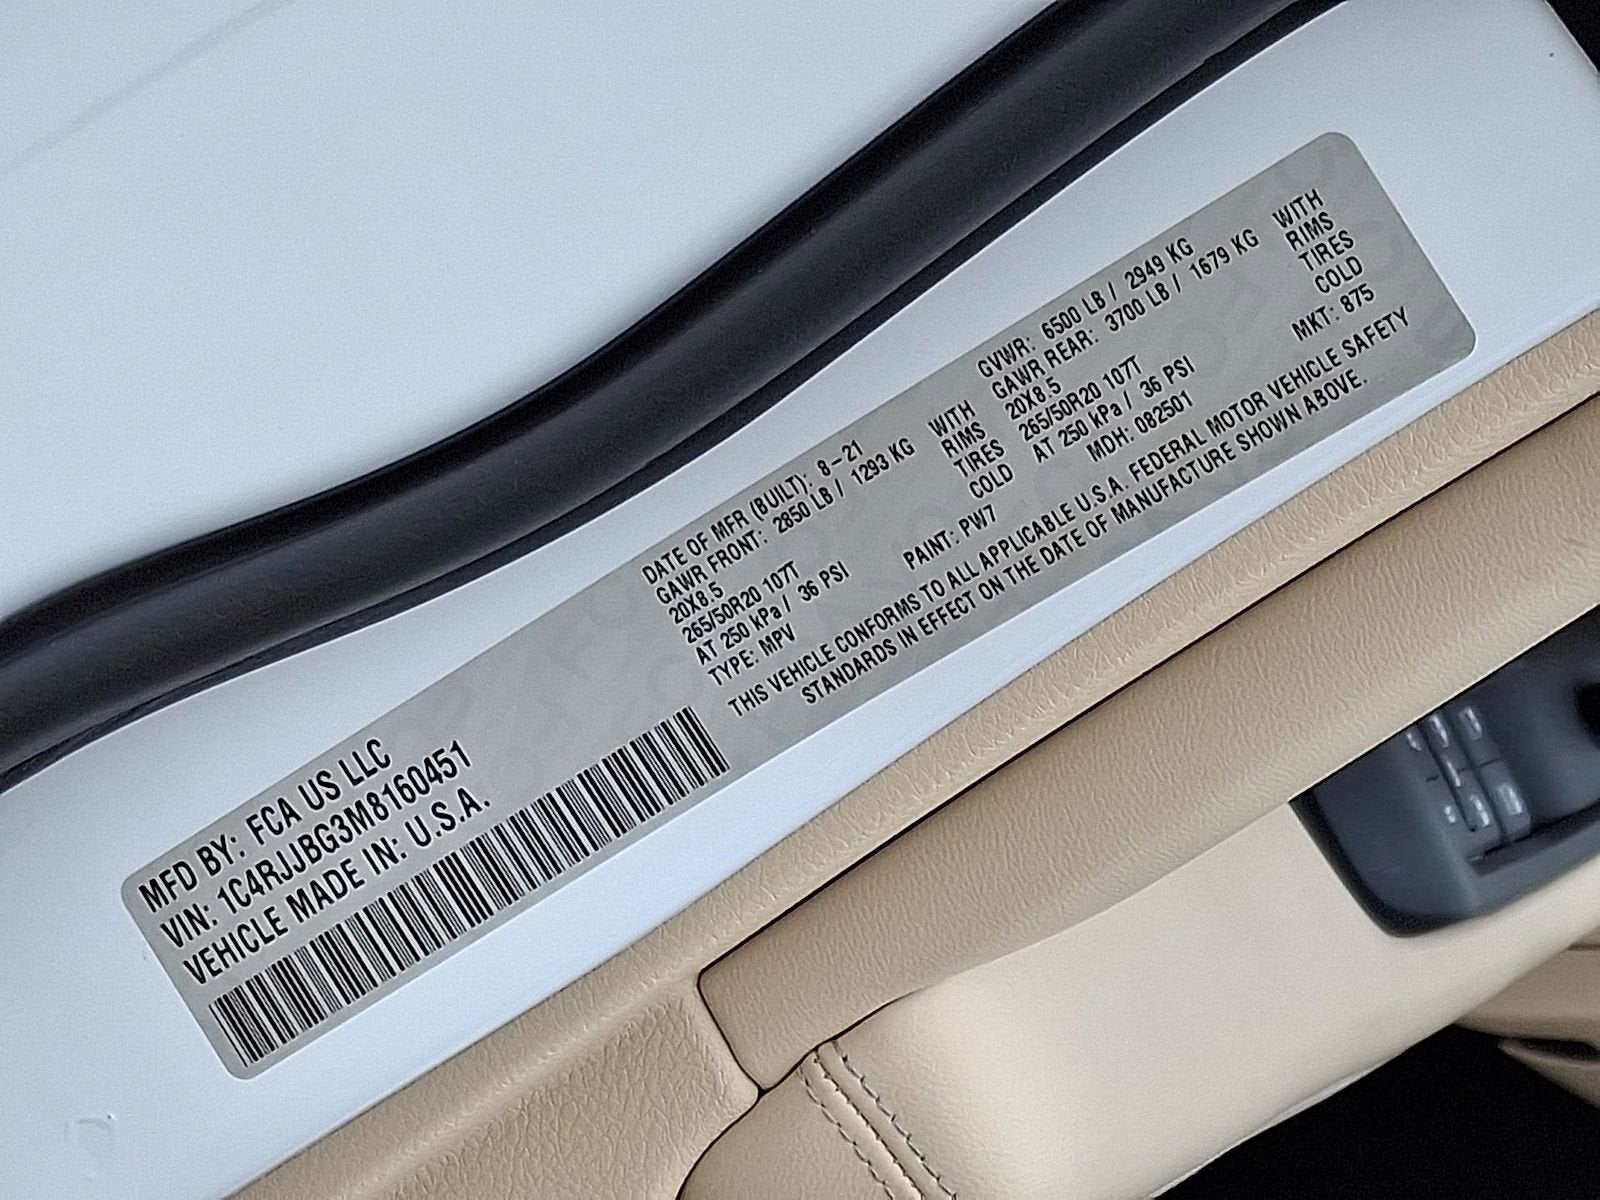 MFD BY: FCA US LLC
VIN: 1C4RJJBG3M8160451
VEHICLE MADE IN: U.S.A.
DATE OF MFR (BUILT): 8-21 GVWR: 6500 LB / 2949 KG
GAWR FRONT: 2850 LB / 1293 KG WITH GAWR REAR: 3700 LB / 1679 KG WITH
20X8.5 RIMS 20X8.5 RIMS
265/50R20 107T TIRES 265/50R20 107T TIRES
AT 250 kPa / 36 PSI COLD AT 250 kPa / 36 PSI COLD
TYPE: MPV PAINT: PW7 MDH: 082501 MKT: 875
THIS VEHICLE CONFORMS TO ALL APPLICABLE U.S.A. FEDERAL MOTOR VEHICLE SAFETY
STANDARDS IN EFFECT ON THE DATE OF MANUFACTURE SHOWN ABOVE.